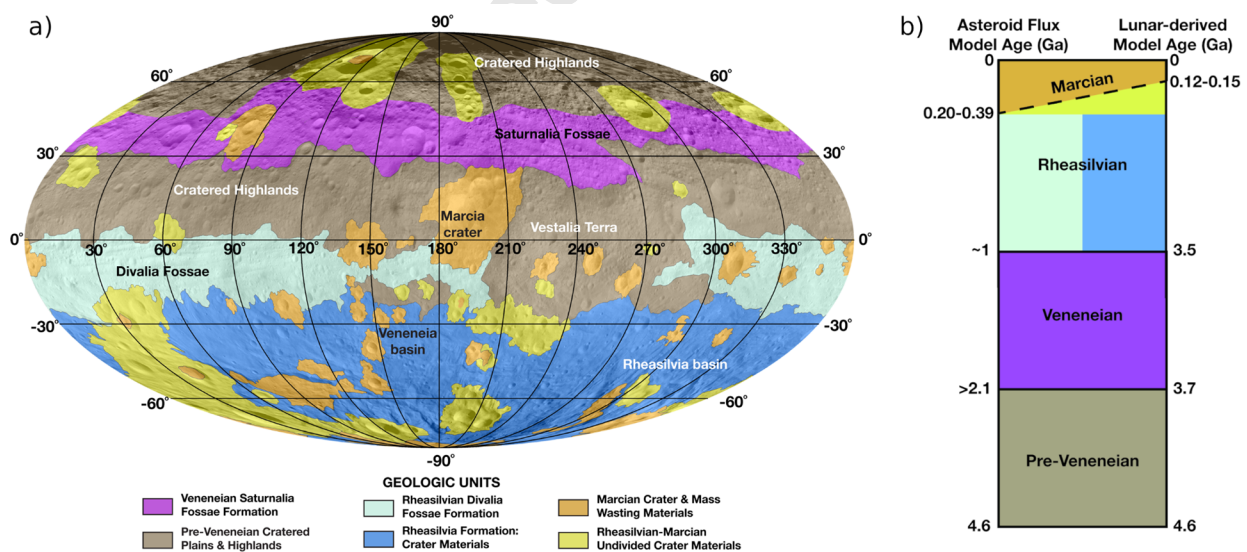 a)
90°
60°
60°
Cratered Highlands
Saturnalia Fossae
30°
30°
Cratered Highlands
Marcia
crater
Vestalia Terra
0°
0°
30°
60°
90°
120°
150°
180°
210°
240°
270°
300°
330°
Divalia Fossae
-30°
-30°
Veneneia
basin
Rheasilvia basin
-60°
-60°
-90°
GEOLOGIC UNITS
Veneneian Saturnalia
Fossae Formation
Rheasilvian Divalia
Fossae Formation
Marcian Crater & Mass
Wasting Materials
Pre-Veneneian Cratered
Plains & Highlands
Rheasilvia Formation:
Crater Materials
Rheasilvian-Marcian
Undivided Crater Materials
b)
Asteroid Flux
Model Age (Ga)
Lunar-derived
Model Age (Ga)
0
0
Marcian
0.12-0.15
0.20-0.39
Rheasilvian
~1
3.5
Veneneian
>2.1
3.7
Pre-Veneneian
4.6
4.6